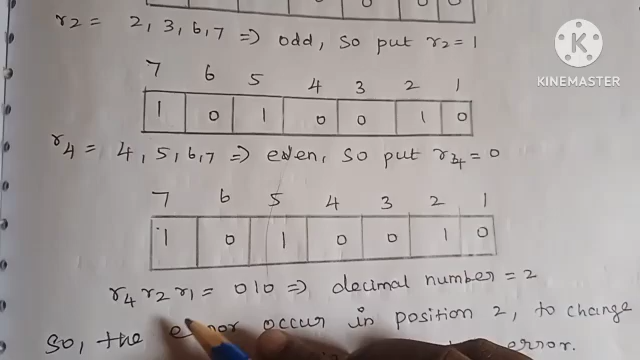 r2 = 2, 3, 6, 7 => odd, so put r2 = 1
KINEMASTER
7 6 5 4 3 2 1
1 0 1 0 0 1 0
r4 = 4, 5, 6, 7 => even, so put r4 = 0
7 6 5 4 3 2 1
1 0 1 0 0 1 0
r4 r2 r1 = 010 => decimal number = 2
So, the error occur in position 2, to change
error.